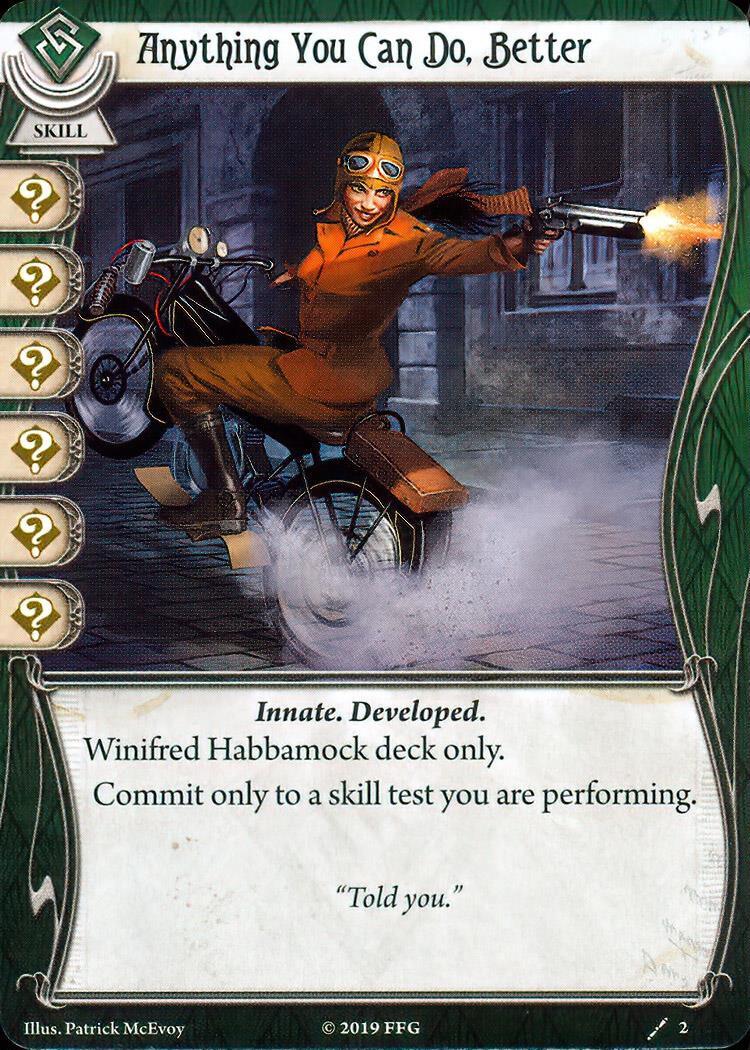 Anything You Can Do, Better
SKILL
?
?
?
?
?
?
Innate. Developed.
Winifred Habbamock deck only.
Commit only to a skill test you are performing.
“Told you.”
Illus. Patrick McEvoy
© 2019 FFG
2